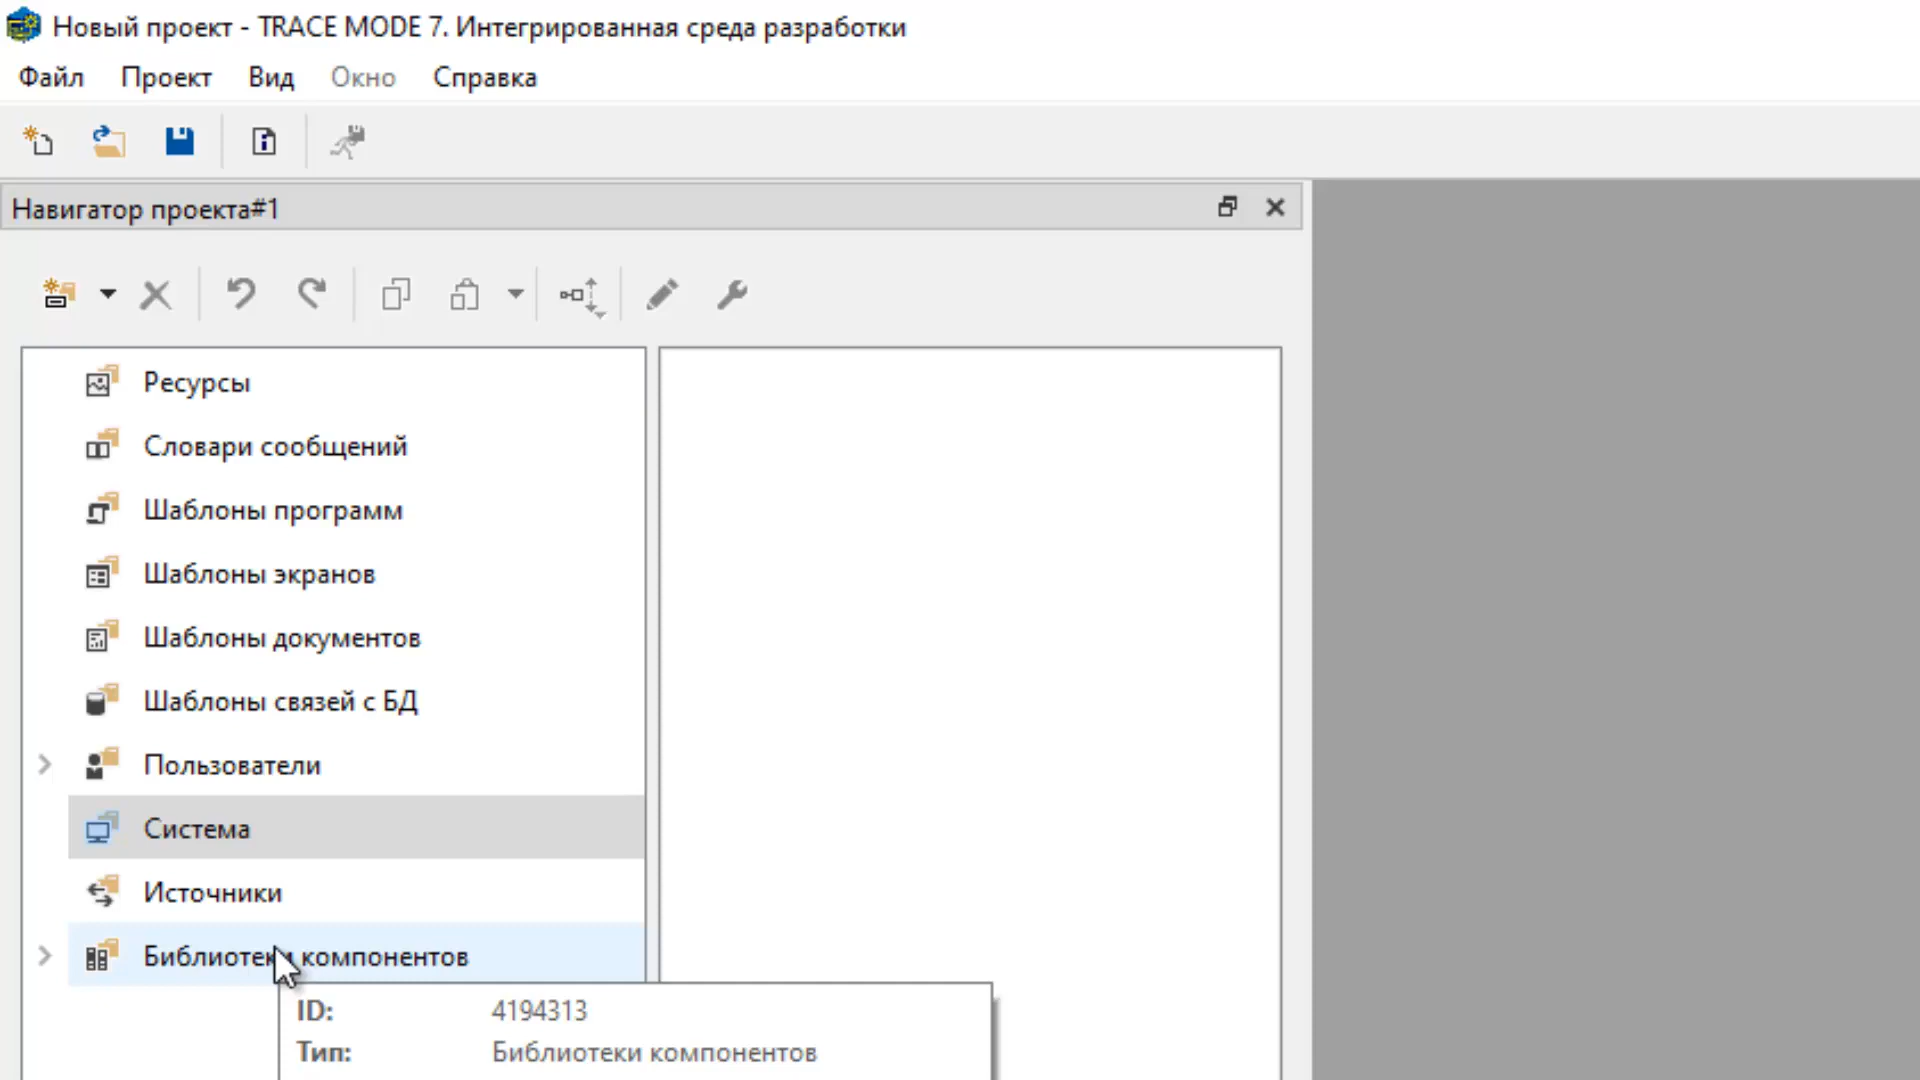 Новый проект - TRACE MODE 7. Интегрированная среда разработки
Файл Проект Вид Окно Справка
Навигатор проекта#1
Ресурсы
Словари сообщений
Шаблоны программ
Шаблоны экранов
Шаблоны документов
Шаблоны связей с БД
Пользователи
Система
Источники
Библиотеки компонентов
ID: 4194313
Тип: Библиотеки компонентов